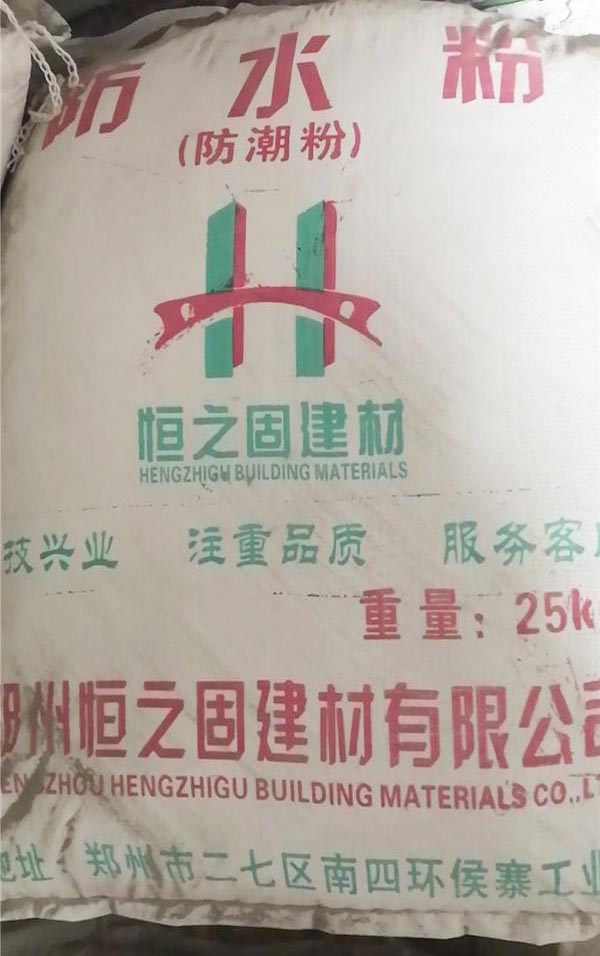 防水粉
(防潮粉)
恒之固建材
HENGZHIGU BUILDING MATERIALS
技兴业 注重品质 服务客
重量：25k
郑州恒之固建材有限公司
ENGZHOU HENGZHIGU BUILDING MATERIALS CO.,L
地址 郑州市二七区南四环侯寨工业